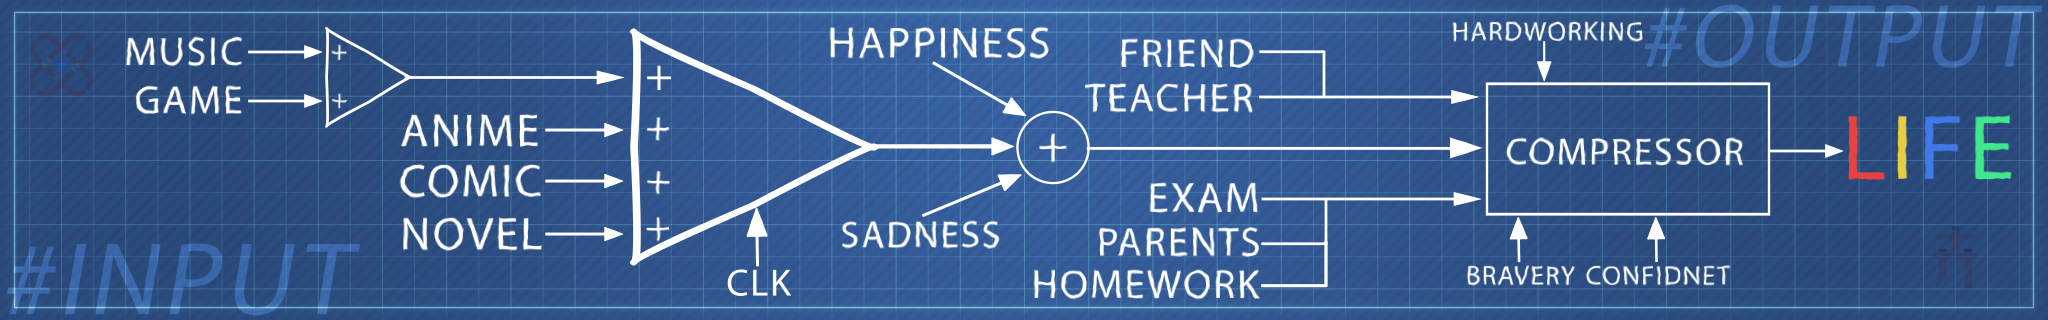 MUSIC
GAME
ANIME
COMIC
NOVEL
#INPUT
CLK
HAPPINESS
SADNESS
FRIEND
TEACHER
EXAM
PARENTS
HOMEWORK
HARDWORKING
COMPRESSOR
BRAVERY CONFIDNET
#OUTPUT
LIFE